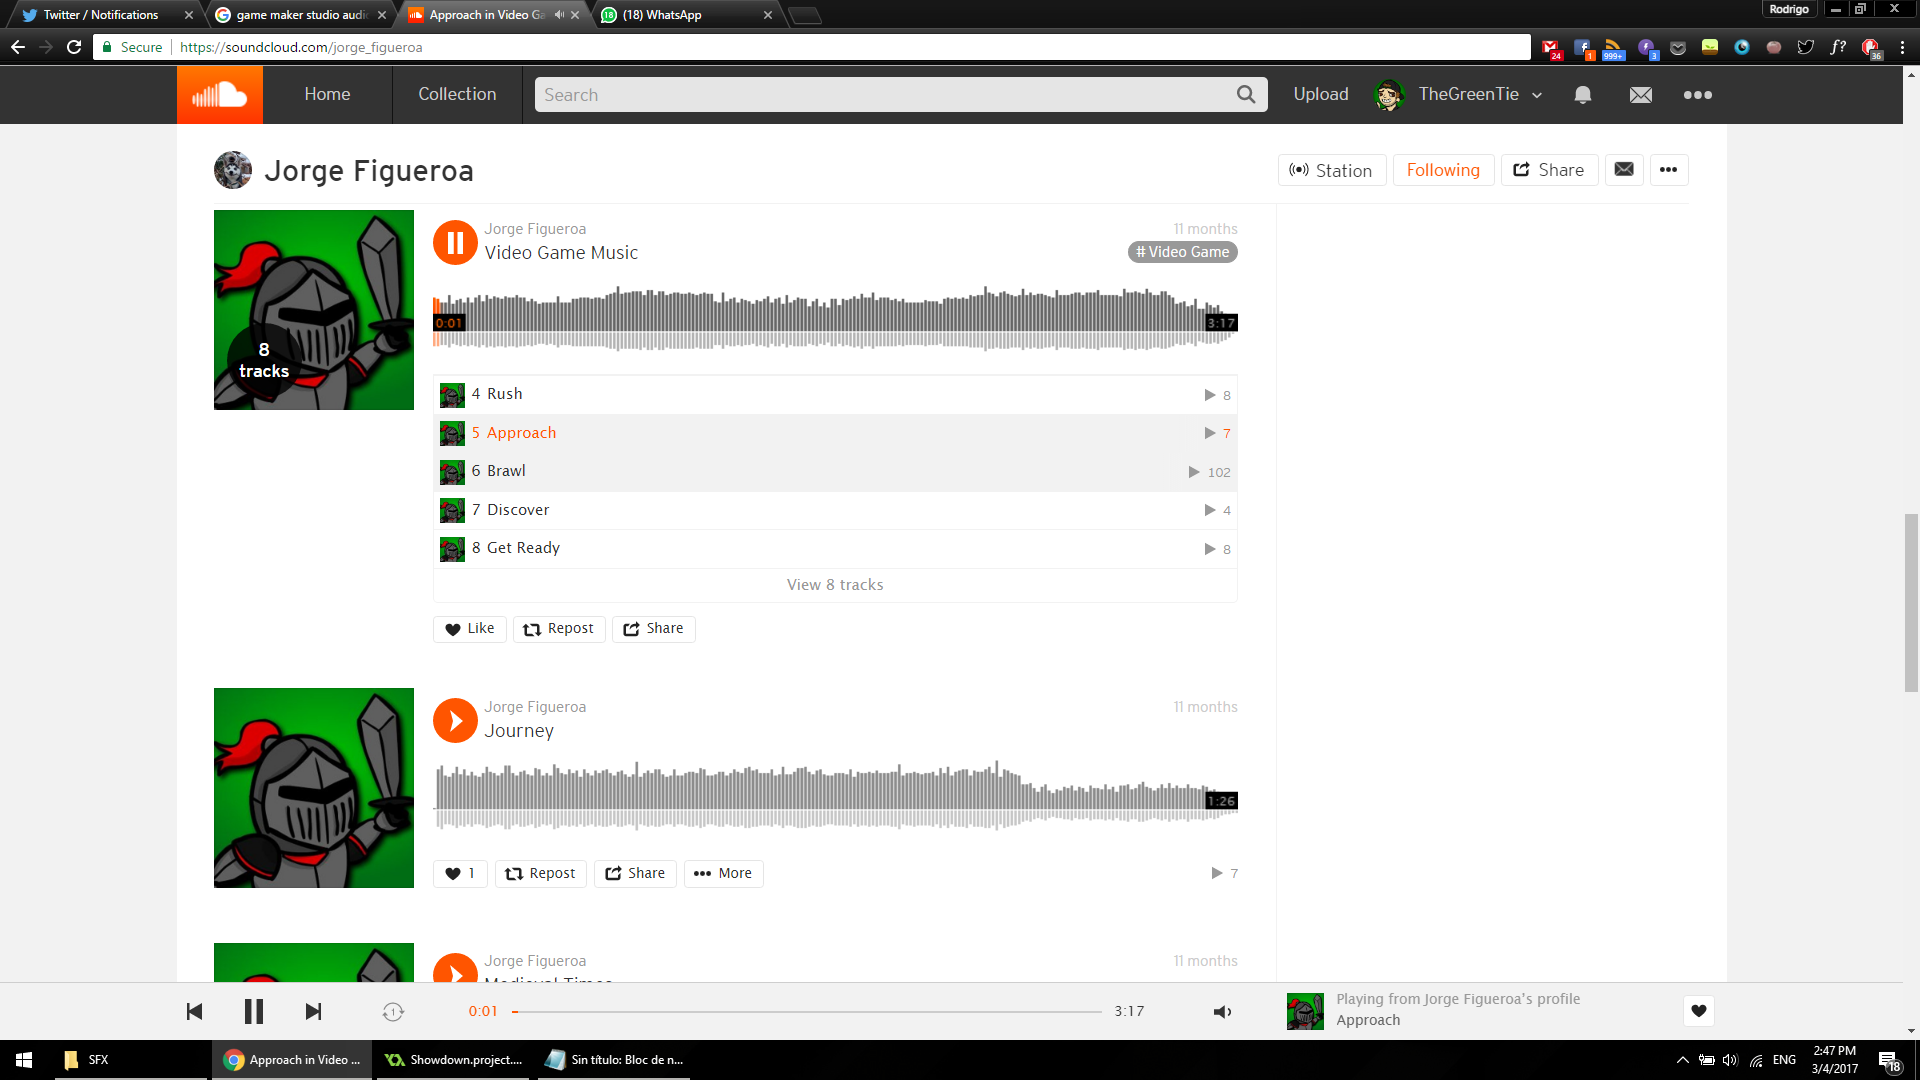 Twitter / Notifications
game maker studio audio
Approach in Video Ga
(18) WhatsApp
Rodrigo
Secure
https://soundcloud.com/jorge_figueroa
24
1
999+
3
f?
36
Home
Collection
Search
Upload
TheGreenTie
Jorge Figueroa
Station
Following
Share
8
tracks
Jorge Figueroa
11 months
Video Game Music
# Video Game
0:01
3:17
4 Rush
8
5 Approach
7
6 Brawl
102
7 Discover
4
8 Get Ready
8
View 8 tracks
Like
Repost
Share
Jorge Figueroa
11 months
Journey
1:26
1
Repost
Share
More
7
Jorge Figueroa
11 months
Medieval Times
0:01
3:17
Playing from Jorge Figueroa's profile
Approach
SFX
Approach in Video ...
Showdown.project....
Sin título: Bloc de n...
ENG
2:47 PM
3/4/2017
18